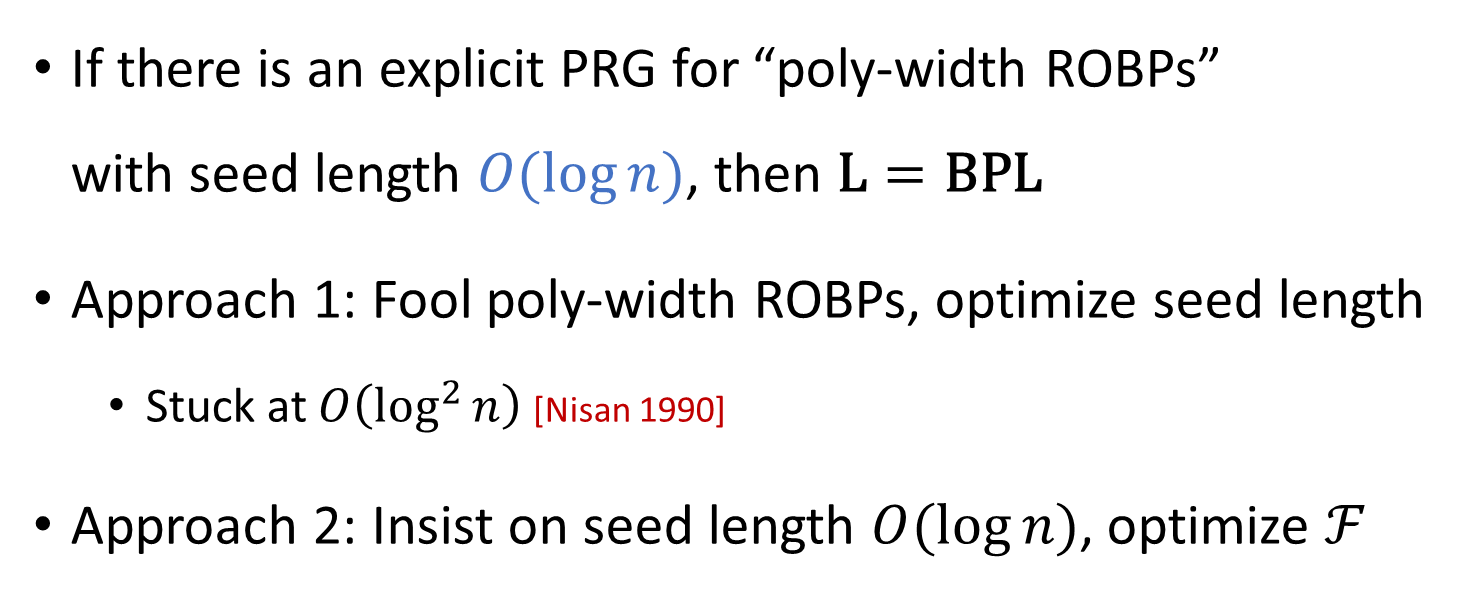 • If there is an explicit PRG for “poly-width ROBPs”
with seed length 𝑂(log 𝑛), then 𝐋 = 𝐁𝐏𝐋
• Approach 1: Fool poly-width ROBPs, optimize seed length
• Stuck at 𝑂(log² 𝑛) [Nisan 1990]
• Approach 2: Insist on seed length 𝑂(log 𝑛), optimize ℱ